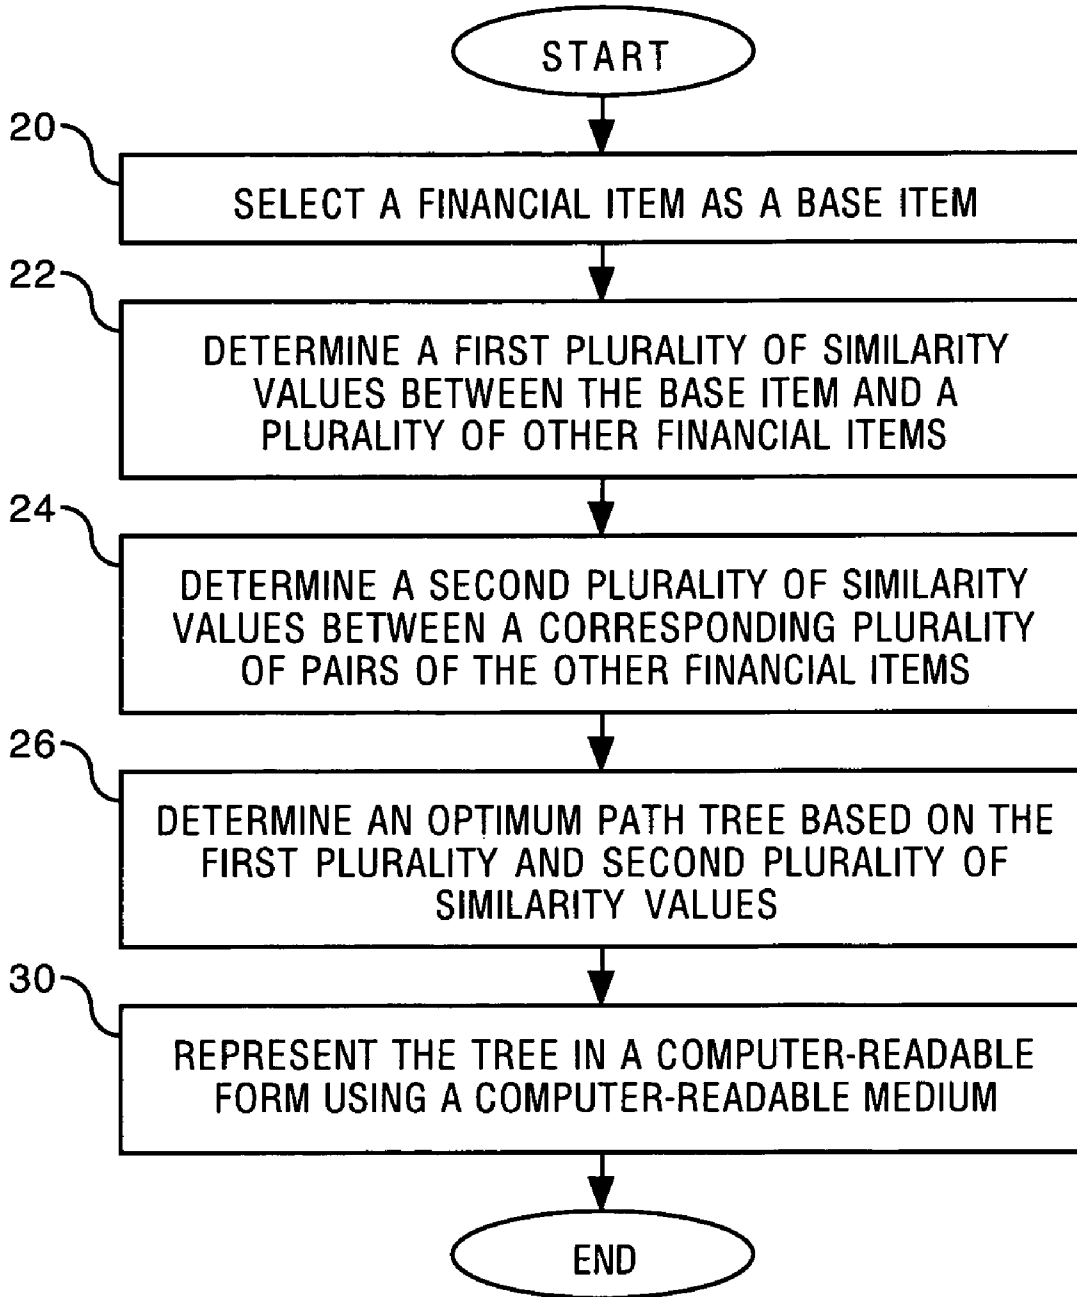 START
20
SELECT A FINANCIAL ITEM AS A BASE ITEM
22
DETERMINE A FIRST PLURALITY OF SIMILARITY
VALUES BETWEEN THE BASE ITEM AND A
PLURALITY OF OTHER FINANCIAL ITEMS
24
DETERMINE A SECOND PLURALITY OF SIMILARITY
VALUES BETWEEN A CORRESPONDING PLURALITY
OF PAIRS OF THE OTHER FINANCIAL ITEMS
26
DETERMINE AN OPTIMUM PATH TREE BASED ON THE
FIRST PLURALITY AND SECOND PLURALITY OF
SIMILARITY VALUES
30
REPRESENT THE TREE IN A COMPUTER-READABLE
FORM USING A COMPUTER-READABLE MEDIUM
END